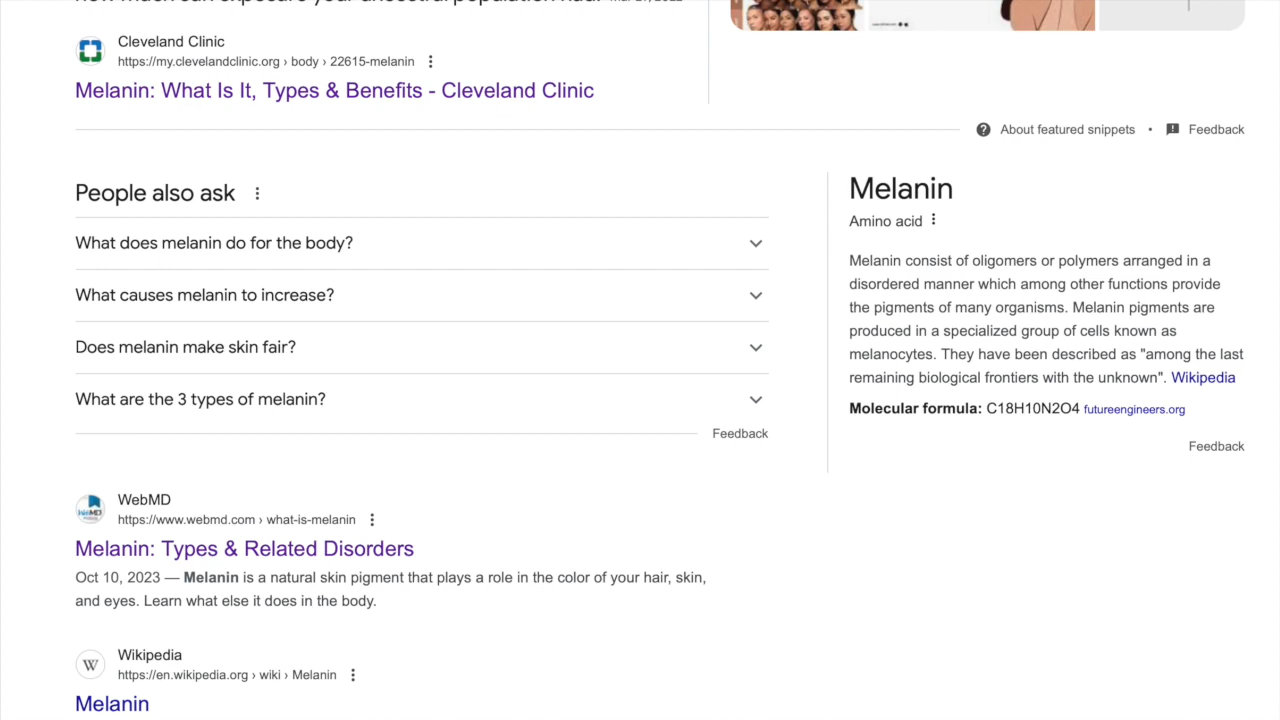 Cleveland Clinic
https://my.clevelandclinic.org › body › 22615-melanin
Melanin: What Is It, Types & Benefits - Cleveland Clinic
About featured snippets • Feedback
People also ask
What does melanin do for the body?
What causes melanin to increase?
Does melanin make skin fair?
What are the 3 types of melanin?
Feedback
Melanin
Amino acid
Melanin consist of oligomers or polymers arranged in a
disordered manner which among other functions provide
the pigments of many organisms. Melanin pigments are
produced in a specialized group of cells known as
melanocytes. They have been described as "among the last
remaining biological frontiers with the unknown". Wikipedia
Molecular formula: C18H10N2O4 futureengineers.org
Feedback
WebMD
https://www.webmd.com › what-is-melanin
Melanin: Types & Related Disorders
Oct 10, 2023 — Melanin is a natural skin pigment that plays a role in the color of your hair, skin,
and eyes. Learn what else it does in the body.
W
Wikipedia
https://en.wikipedia.org › wiki › Melanin
Melanin